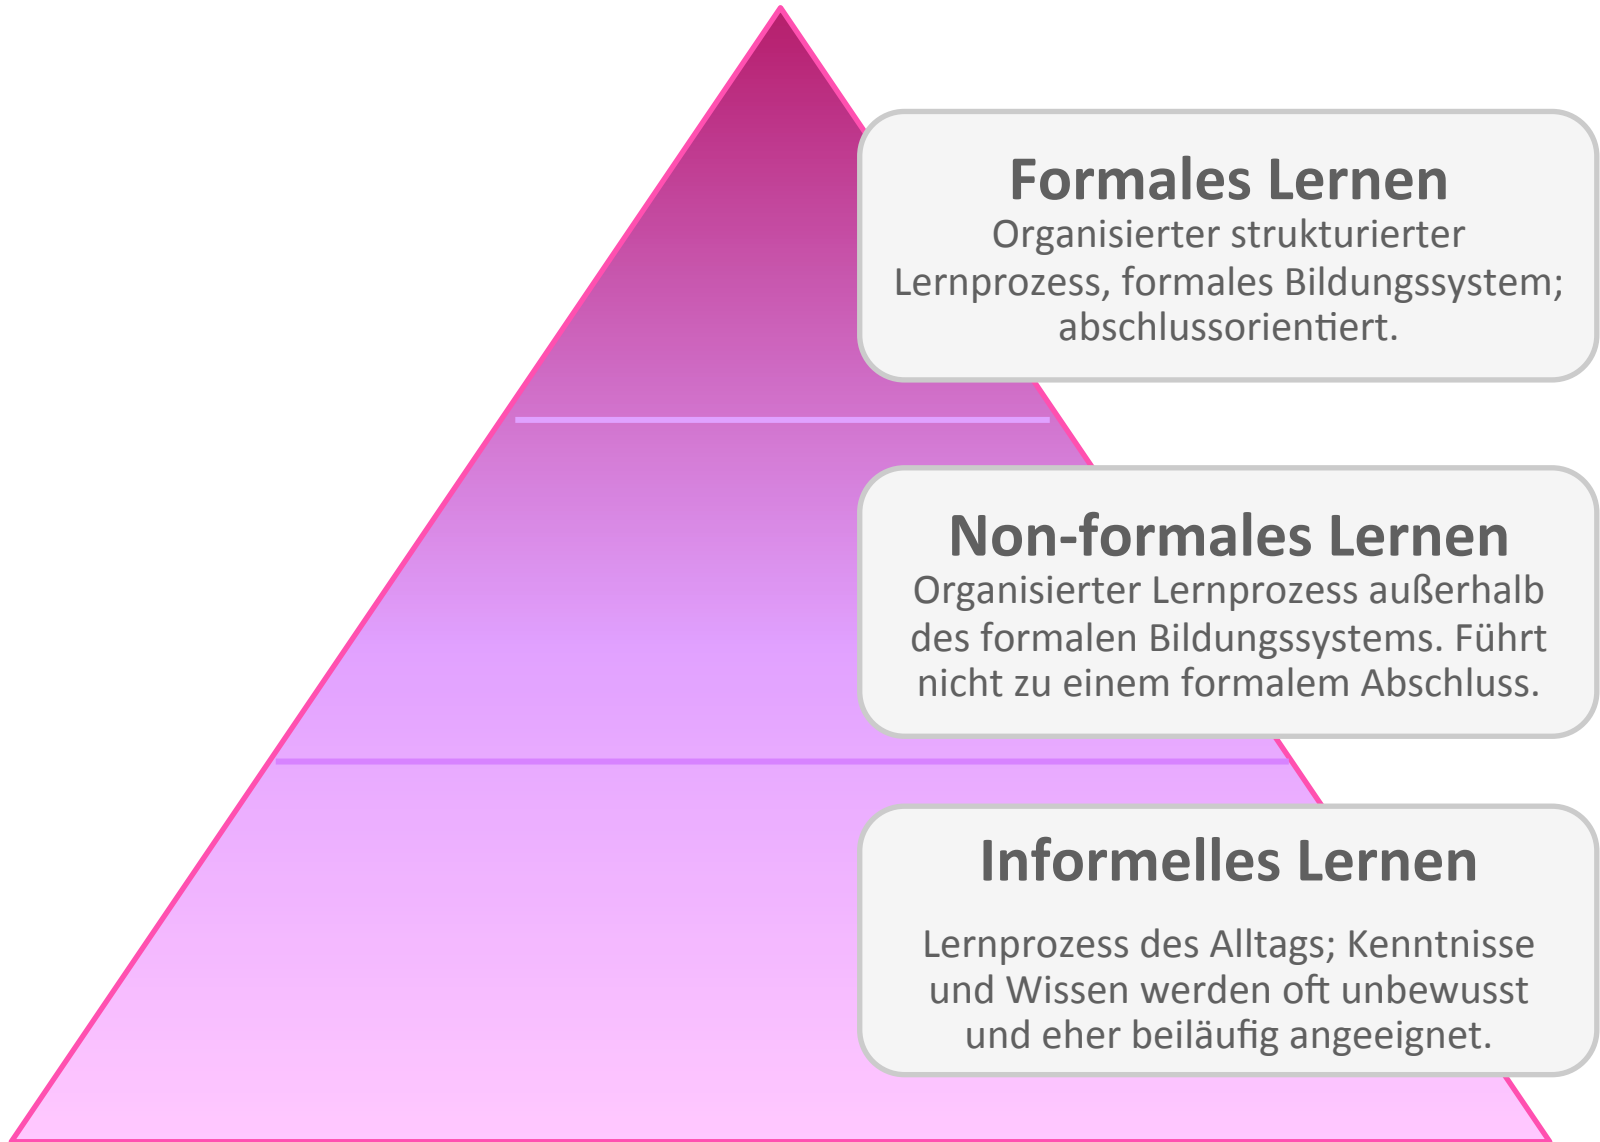 Formales Lernen
Organisierter strukturierter
Lernprozess, formales Bildungssystem;
abschlussorientiert.
Non-formales Lernen
Organisierter Lernprozess außerhalb
des formalen Bildungssystems. Führt
nicht zu einem formalem Abschluss.
Informelles Lernen
Lernprozess des Alltags; Kenntnisse
und Wissen werden oft unbewusst
und eher beiläufig angeeignet.